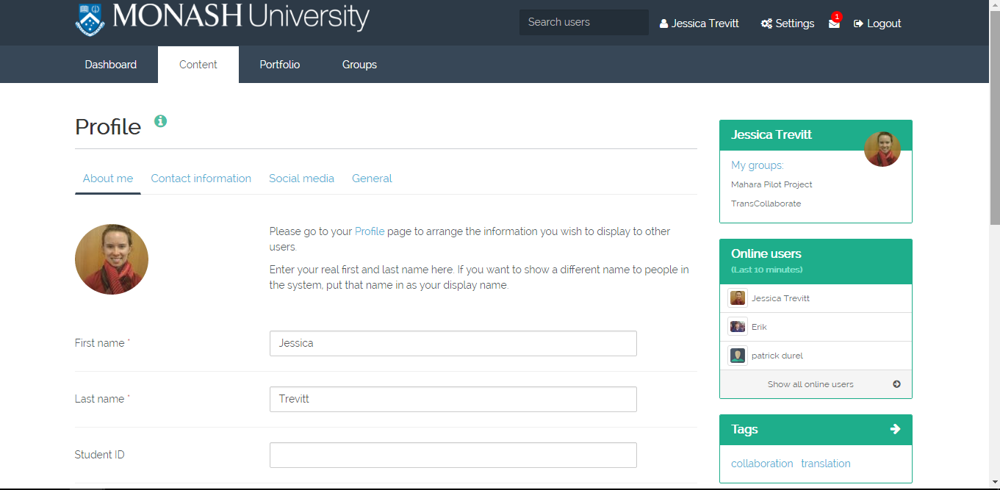 MONASH University
Search users
Jessica Trevitt
Settings
1
Logout
Dashboard
Content
Portfolio
Groups
Profile
About me
Contact information
Social media
General
Please go to your Profile page to arrange the information you wish to display to other
users.
Enter your real first and last name here. If you want to show a different name to people in
the system, put that name in as your display name.
First name *
Jessica
Last name *
Trevitt
Student ID
Jessica Trevitt
My groups:
Mahara Pilot Project
TransCollaborate
Online users
(Last 10 minutes)
Jessica Trevitt
Erik
patrick durel
Show all online users
Tags
collaboration translation